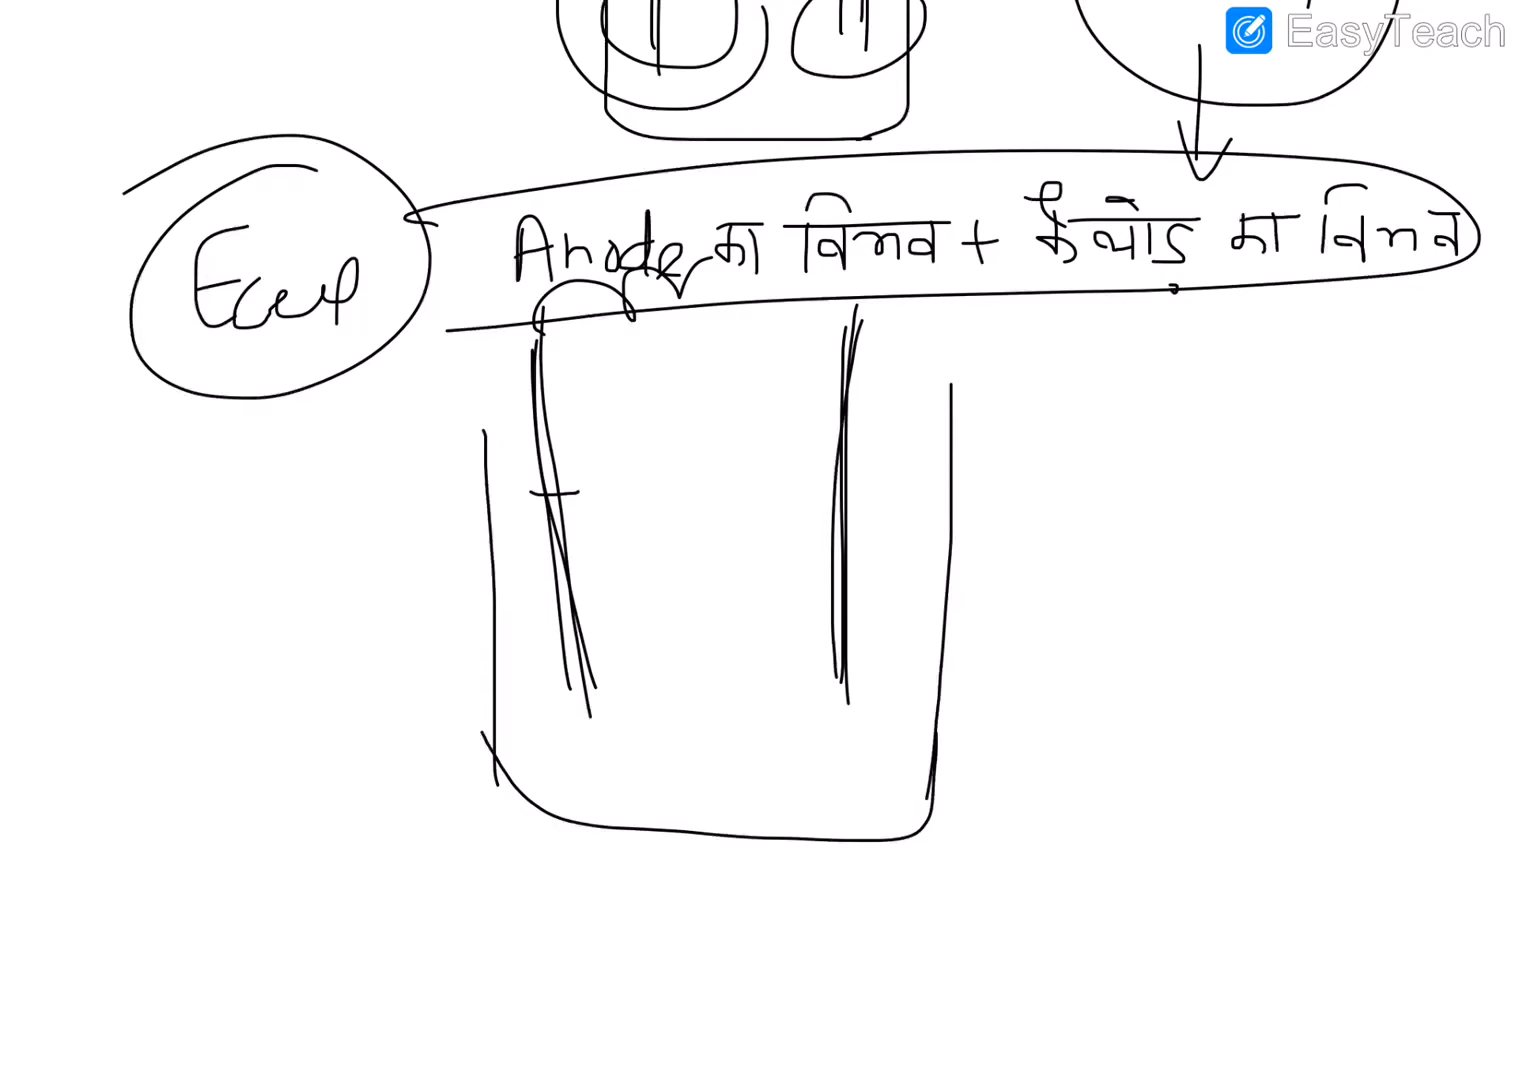 EasyTeach
Ecell Anode का विभव + कैथोड का विभव